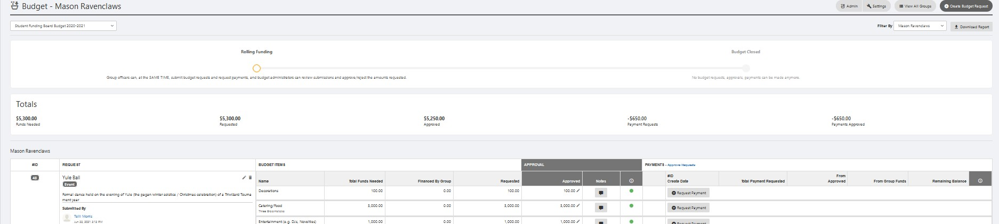 Budget - Mason Ravenclaws
Admin Settings View All Groups Create Budget Request
Student Funding Board Budget 2020-2021
Filter By Mason Ravenclaws Download Report
Rolling Funding
Budget Closed
Group officers can, at the SAME TIME, submit budget requests and request payments, and budget administrators can review submissions and approve/reject the amounts requested.
No budget requests, approvals, payments can be made anymore.
Totals
$5,300.00 $5,300.00 $5,250.00 -$650.00 -$650.00
Funds Needed Requested Approved Payment Requests Payments Approved
Mason Ravenclaws
#ID REQUEST BUDGET ITEMS APPROVAL PAYMENTS - Approve Requests
48
Yule Ball
Event
Formal dance held on the evening of Yule (the pagan winter solstice / Christmas celebration) of a Triwizard Tourna
ment year
Submitted By
Telli Morris
Jun 23, 2021 3:13 PM
Name Total Funds Needed Financed By Group Requested Approved Notes
#ID
Create Date
Total Payment Requested
From
Approved
From Group Funds Remaining Balance
Decorations 100.00 0.00 100.00 100.00 Request Payment
Catering/Food 3,000.00 0.00 3,000.00 3,000.00 Request Payment
Three Broomsticks
Entertainment (e.g. DJs, Novelties) 1,000.00 0.00 1,000.00 1,000.00 Request Payment